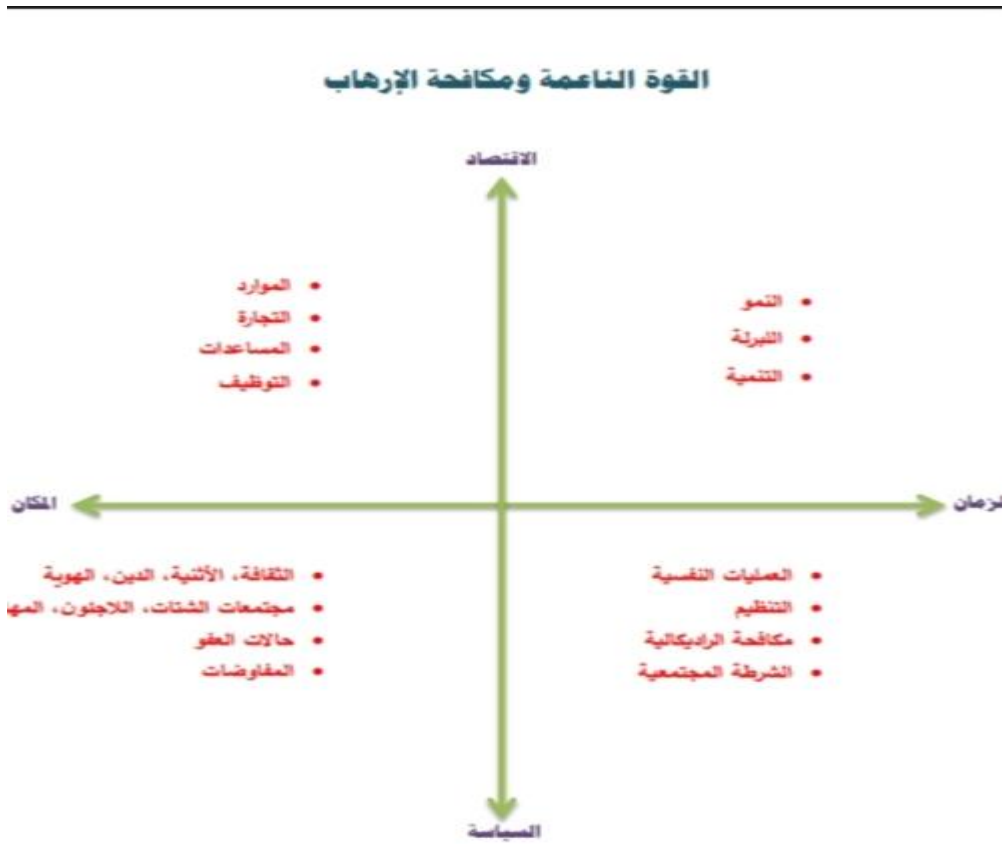 القوة الناعمة ومكافحة الإرهاب
الاقتصاد
النمو
اللبرلة
التنمية
الموارد
التجارة
المساعدات
التوظيف
المكان
العمليات النفسية
التنظيم
مكافحة الراديكالية
الشرطة المجتمعية
الثقافة، الأثنية، الدين، الهوية
مجتمعات الشتات، اللاجئون،
حالات العفو
المفاوضات
السياسة